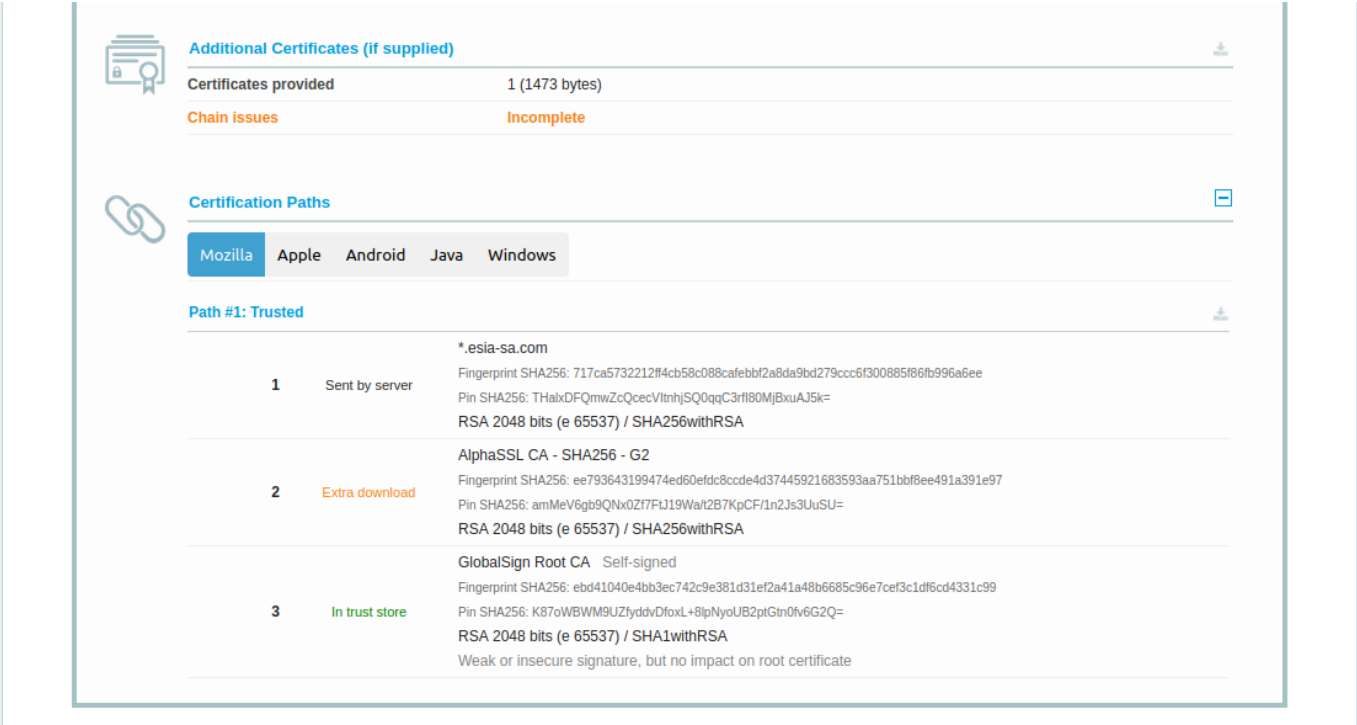 Additional Certificates (if supplied)
Certificates provided 1 (1473 bytes)
Chain issues Incomplete
Certification Paths
Mozilla Apple Android Java Windows
Path #1: Trusted
*.esia-sa.com
Fingerprint SHA256: 717ca5732212ff4cb58c088cafebbf2a8da9bd279ccc6f300885f86fb996a6ee
1 Sent by server
Pin SHA256: THalxDFQmwZcQcecVItnhjSQ0qqC3rfI80MjBxuAJ5k=
RSA 2048 bits (e 65537) / SHA256withRSA
AlphaSSL CA - SHA256 - G2
Fingerprint SHA256: ee793643199474ed60efdc8ccde4d37445921683593aa751bbf8ee491a391e97
2 Extra download
Pin SHA256: amMeV6gb9QNx0Zf7FtJ19Wa/t2B7KpCF/1n2Js3UuSU=
RSA 2048 bits (e 65537) / SHA256withRSA
GlobalSign Root CA Self-signed
Fingerprint SHA256: ebd41040e4bb3ec742c9e381d31ef2a41a48b6685c96e7cef3c1df6cd4331c99
3 In trust store
Pin SHA256: K87oWBWM9UZfyddvDfoxL+8lpNyoUB2ptGtn0fv6G2Q=
RSA 2048 bits (e 65537) / SHA1withRSA
Weak or insecure signature, but no impact on root certificate